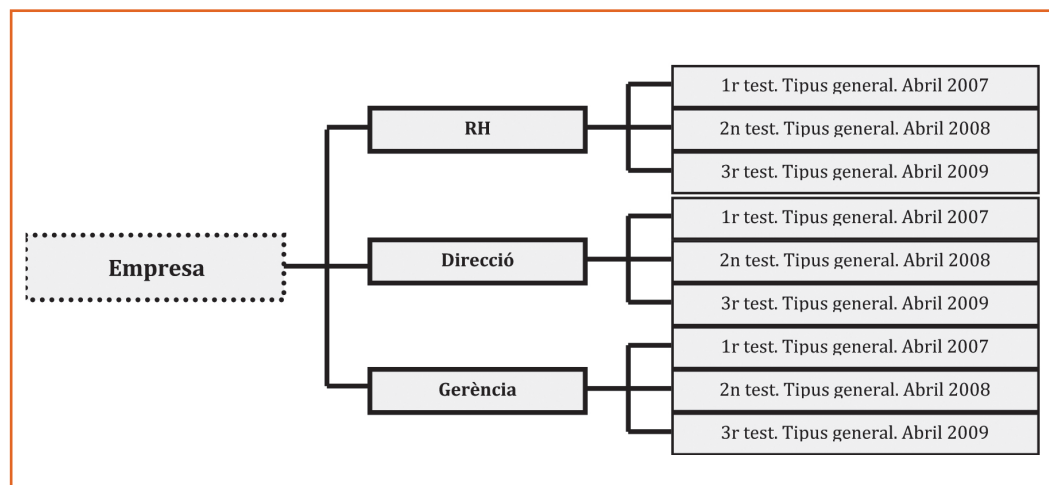 1r test. Tipus general. Abril 2007
RH
2n test. Tipus general. Abril 2008
3r test. Tipus general. Abril 2009
1r test. Tipus general. Abril 2007
Empresa
Direcció
2n test. Tipus general. Abril 2008
3r test. Tipus general. Abril 2009
1r test. Tipus general. Abril 2007
Gerència
2n test. Tipus general. Abril 2008
3r test. Tipus general. Abril 2009